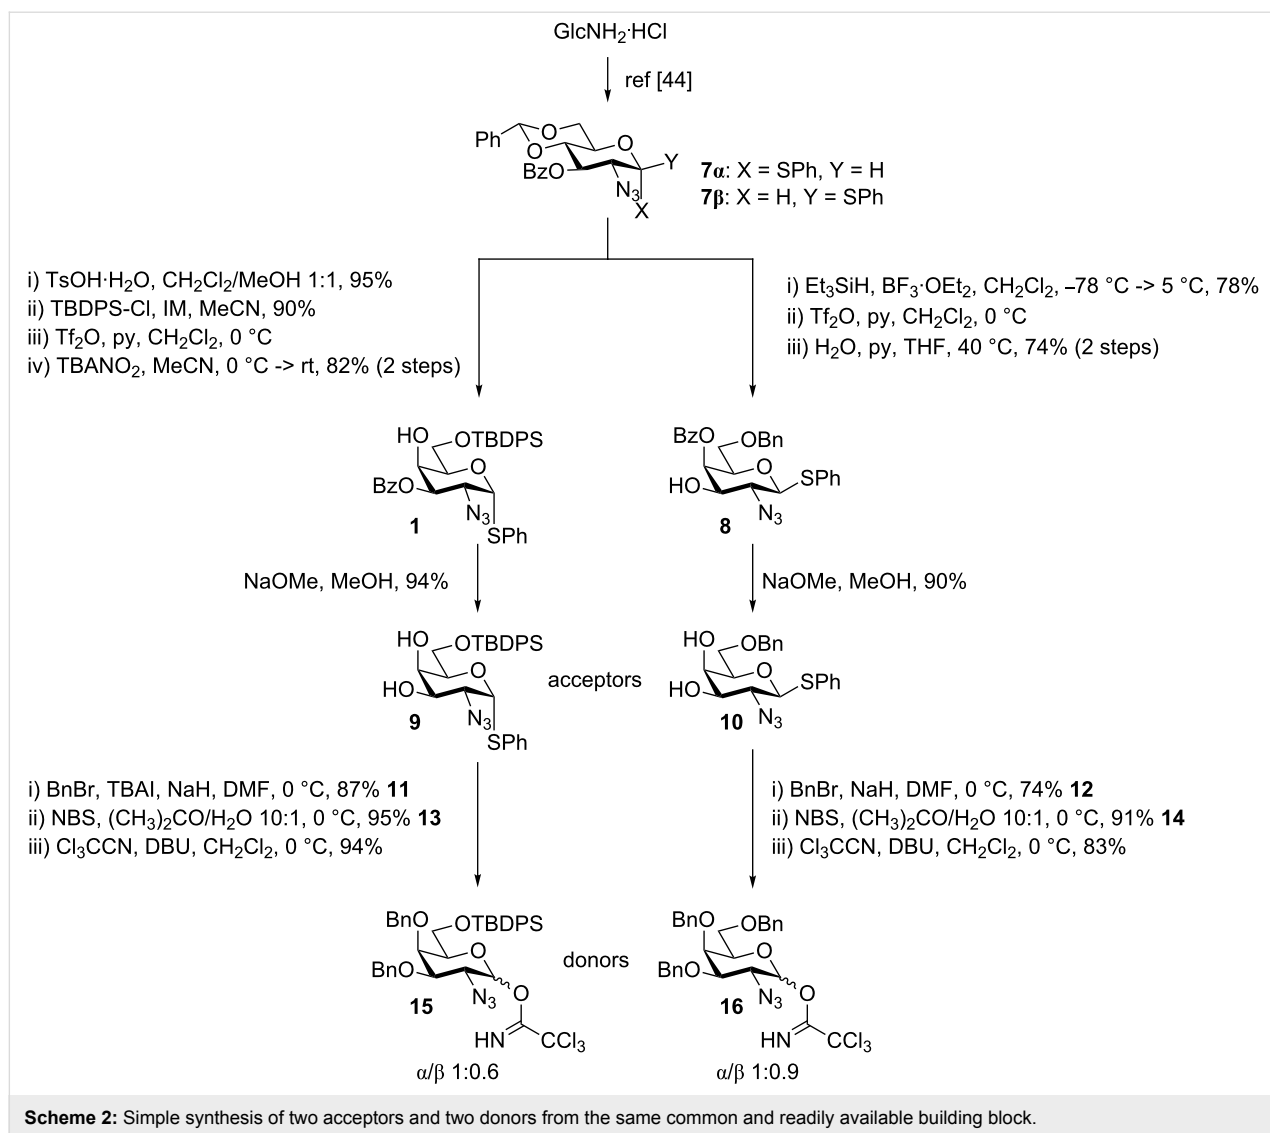 GlcNH₂·HCl
ref [44]
Ph
O
O
O
BzO
N₃
Y
X
7α: X = SPh, Y = H
7β: X = H, Y = SPh
i) TsOH·H₂O, CH₂Cl₂/MeOH 1:1, 95%
ii) TBDPS-Cl, IM, MeCN, 90%
iii) Tf₂O, py, CH₂Cl₂, 0 °C
iv) TBANO₂, MeCN, 0 °C -> rt, 82% (2 steps)
i) Et₃SiH, BF₃·OEt₂, CH₂Cl₂, –78 °C -> 5 °C, 78%
ii) Tf₂O, py, CH₂Cl₂, 0 °C
iii) H₂O, py, THF, 40 °C, 74% (2 steps)
HO
OTBDPS
O
BzO
N₃
SPh
1
BzO
OBn
O
SPh
HO
N₃
8
NaOMe, MeOH, 94%
NaOMe, MeOH, 90%
HO
OTBDPS
O
HO
N₃
SPh
9
acceptors
HO
OBn
O
SPh
HO
N₃
10
i) BnBr, TBAI, NaH, DMF, 0 °C, 87% 11
ii) NBS, (CH₃)₂CO/H₂O 10:1, 0 °C, 95% 13
iii) Cl₃CCN, DBU, CH₂Cl₂, 0 °C, 94%
i) BnBr, NaH, DMF, 0 °C, 74% 12
ii) NBS, (CH₃)₂CO/H₂O 10:1, 0 °C, 91% 14
iii) Cl₃CCN, DBU, CH₂Cl₂, 0 °C, 83%
BnO
OTBDPS
O
BnO
N₃
O
HN
CCl₃
15
α/β 1:0.6
donors
BnO
OBn
O
BnO
N₃
O
HN
CCl₃
16
α/β 1:0.9
Scheme 2: Simple synthesis of two acceptors and two donors from the same common and readily available building block.